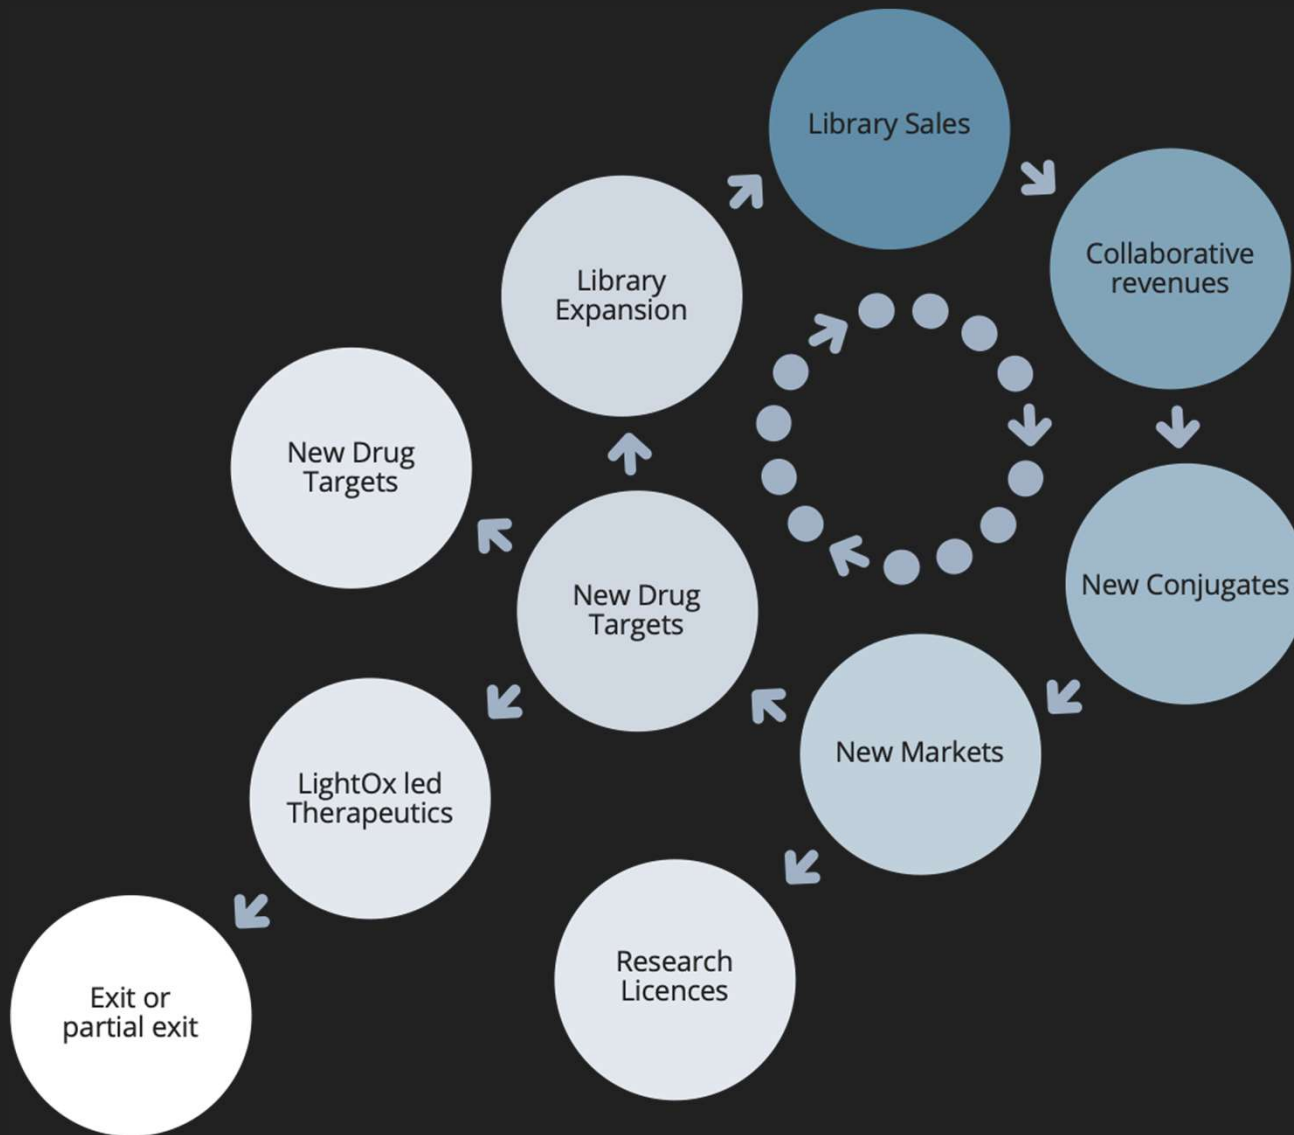 Library Sales
Collaborative
revenues
Library
Expansion
New Drug
Targets
New Conjugates
New Drug
Targets
New Markets
LightOx led
Therapeutics
Research
Licences
Exit or
partial exit